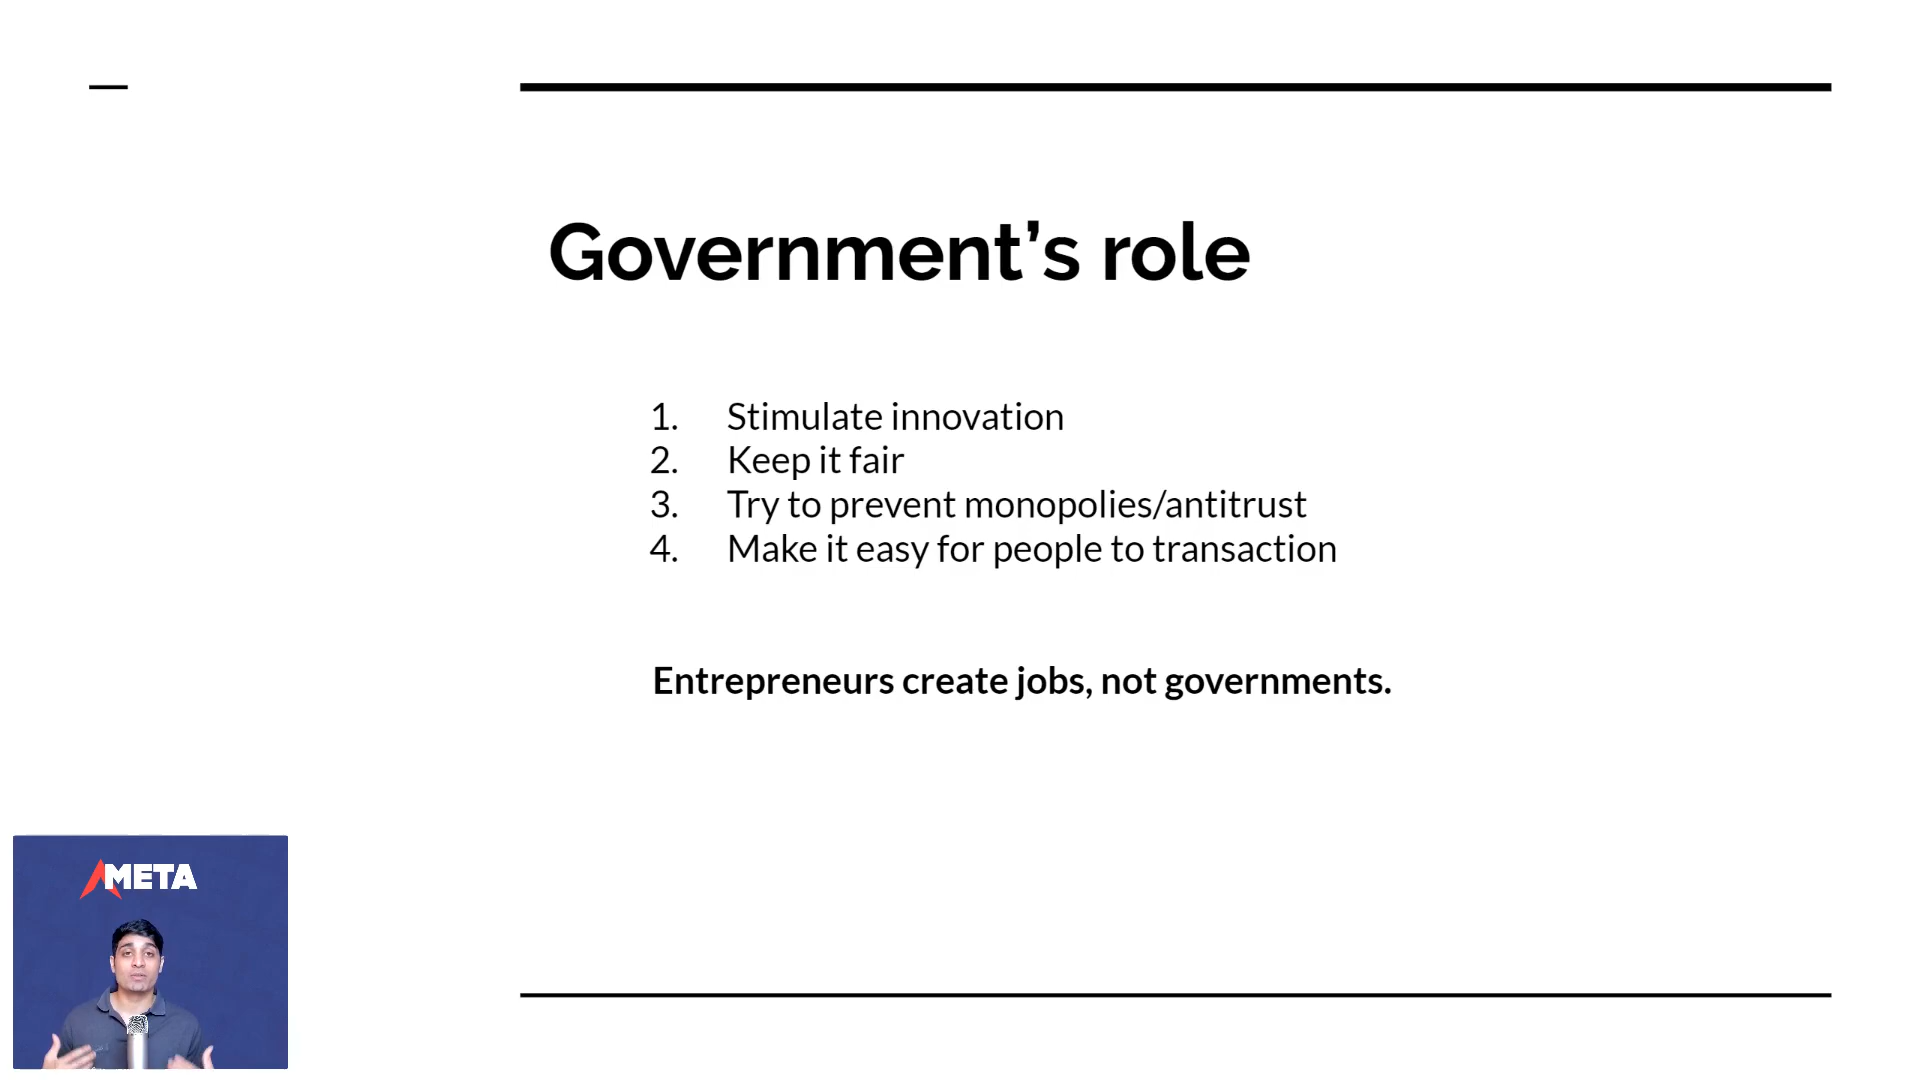 Government’s role
1. Stimulate innovation
2. Keep it fair
3. Try to prevent monopolies/antitrust
4. Make it easy for people to transaction
Entrepreneurs create jobs, not governments.
META